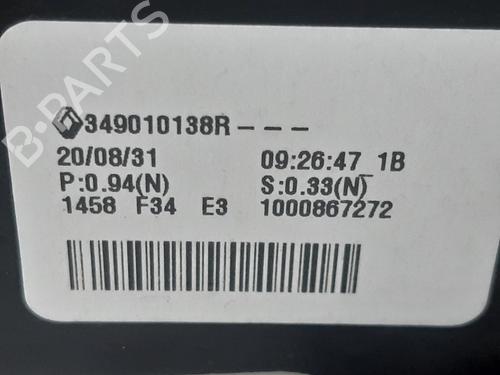 349010138R---
20/08/31 09:26:47 1B
P:0.94(N) S:0.33(N)
1458 F34 E3 1000867272
B-PARTS